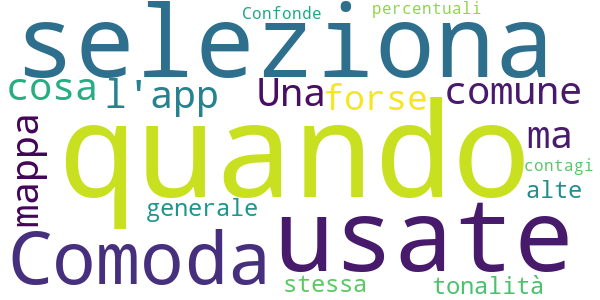 seleziona
Confonde
percentuali
cosa
l'app
Una
forse
comune
mappa
quando
ma
contagi
alte
generale
usate
Comoda
stessa
tonalità